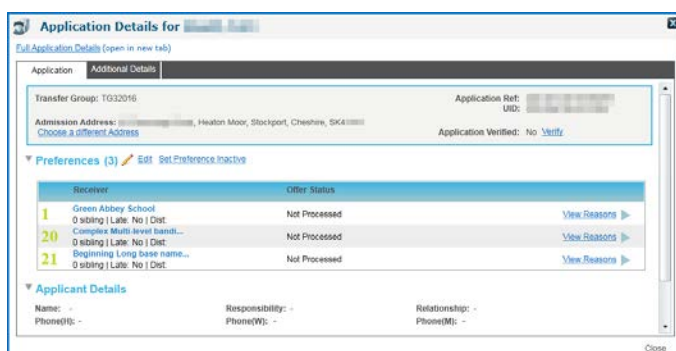 Application Details for
Full Application Details (open in new tab)
Application Additional Details
Transfer Group: TG32016
Application Ref:
UID:
Admission Address: , Heaton Moor, Stockport, Cheshire, SK4
Choose a different Address
Application Verified: No Verify
Preferences (3) Edit Set Preference Inactive
Receiver Offer Status
1 Green Abbey School Not Processed View Reasons
0 sibling | Late: No | Dist:
20 Complex Multi-level bandi... Not Processed View Reasons
0 sibling | Late: No | Dist:
21 Beginning Long base name... Not Processed View Reasons
0 sibling | Late: No | Dist:
Applicant Details
Name: - Responsibility: - Relationship: -
Phone(H): - Phone(W): - Phone(M): -
Close